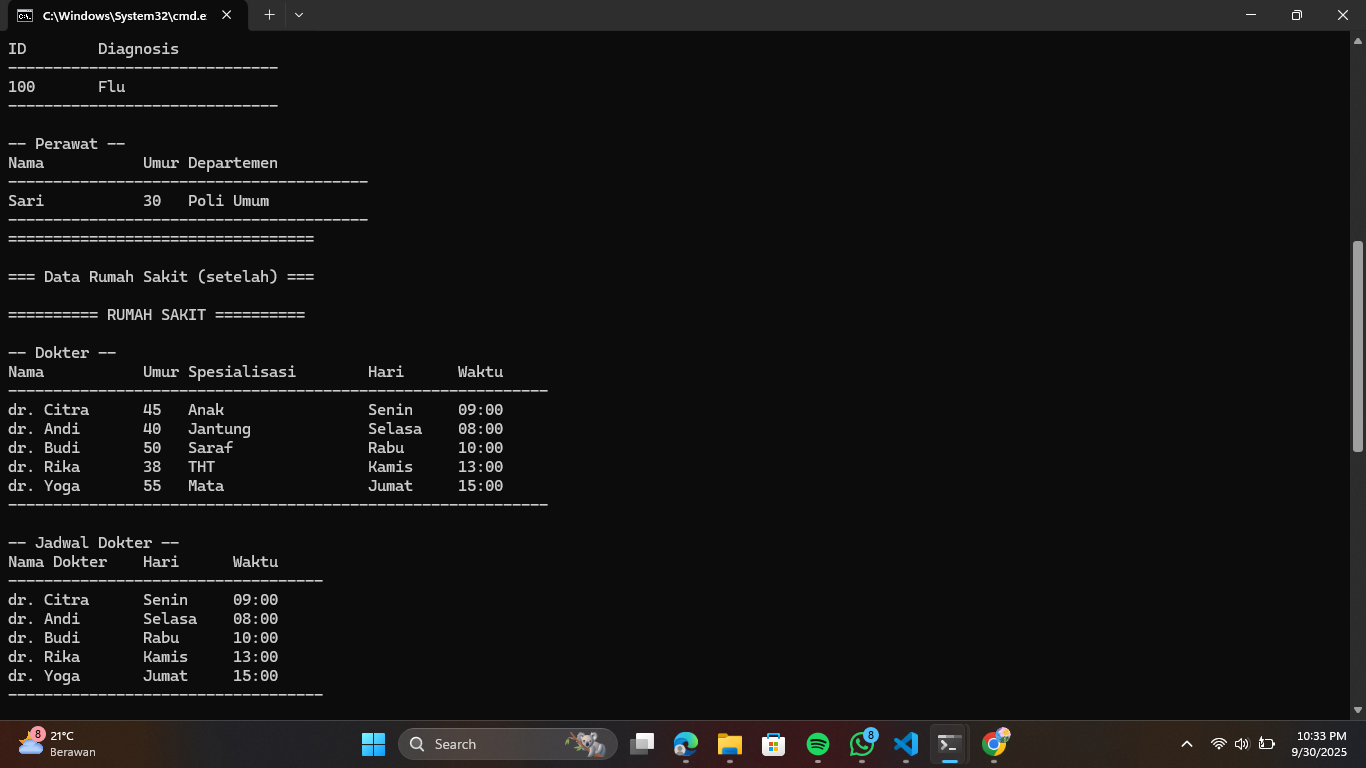 C:\Windows\System32\cmd.e
ID        Diagnosis
------------------------------
100       Flu
------------------------------
-- Perawat --
Nama           Umur Departemen
----------------------------------------
Sari           30   Poli Umum
----------------------------------------
==================================
=== Data Rumah Sakit (setelah) ===
========== RUMAH SAKIT ==========
-- Dokter --
Nama           Umur Spesialisasi        Hari      Waktu
------------------------------------------------------------
dr. Citra      45   Anak                Senin     09:00
dr. Andi       40   Jantung             Selasa    08:00
dr. Budi       50   Saraf               Rabu      10:00
dr. Rika       38   THT                 Kamis     13:00
dr. Yoga       55   Mata                Jumat     15:00
------------------------------------------------------------
-- Jadwal Dokter --
Nama Dokter    Hari      Waktu
-----------------------------------
dr. Citra      Senin     09:00
dr. Andi       Selasa    08:00
dr. Budi       Rabu      10:00
dr. Rika       Kamis     13:00
dr. Yoga       Jumat     15:00
-----------------------------------
8
21°C
Berawan
Search
8
10:33 PM
9/30/2025